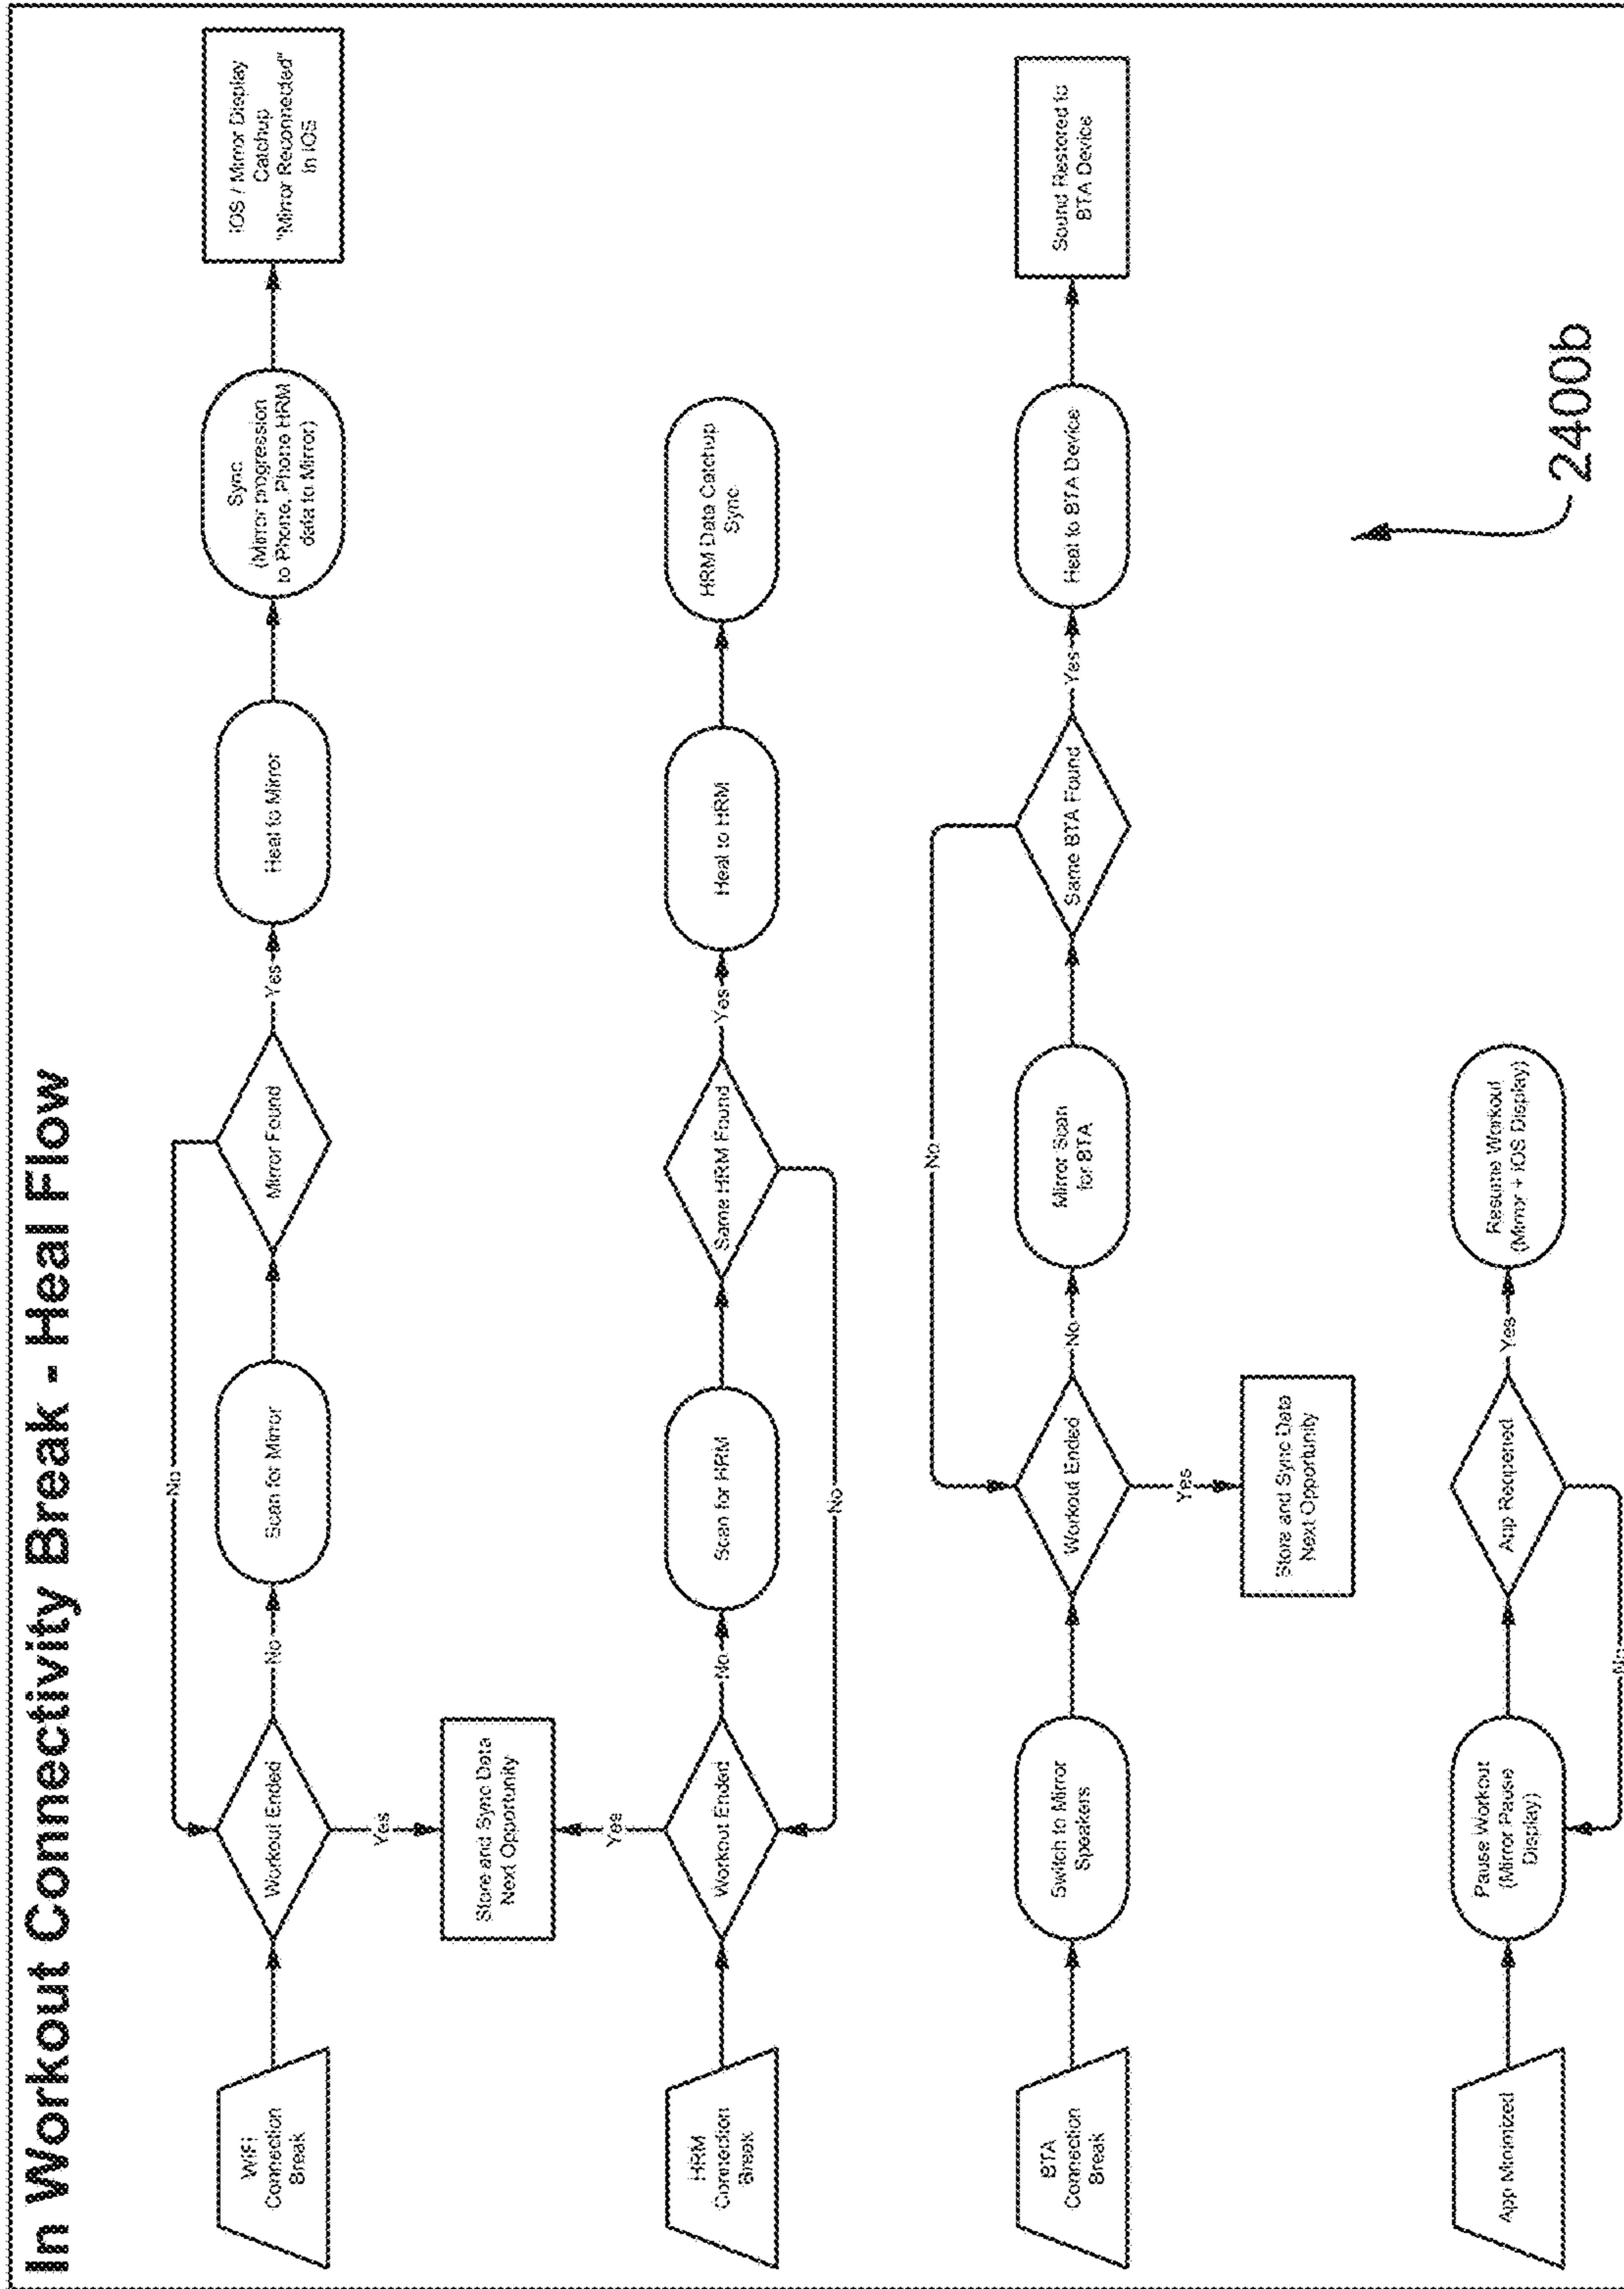 In Workout Connectivity Break - Heal Flow
WiFi
Connection
Break
Workout Ended
No
Scan for Mirror
Mirror Found
No
Yes
Heal to Mirror
Sync
(Mirror progression
to Phone, Phone HRM
data to Mirror)
iOS / Mirror Display
Catchup
"Mirror Reconnected"
in iOS
Yes
Store and Sync Data
Next Opportunity
Yes
HRM
Connection
Break
Workout Ended
No
Scan for HRM
Same HRM Found
No
Yes
Heal to HRM
HRM Data Catchup
Sync
BTA
Connection
Break
Switch to Mirror
Speakers
Workout Ended
No
Mirror Scan
for BTA
Same BTA Found
No
Yes
Heal to BTA Device
Sound Restored to
BTA Device
Yes
Store and Sync Data
Next Opportunity
App Minimized
Pause Workout
(Mirror Pause
Display)
App Reopened
No
Yes
Resume Workout
(Mirror + iOS Display)
2400b